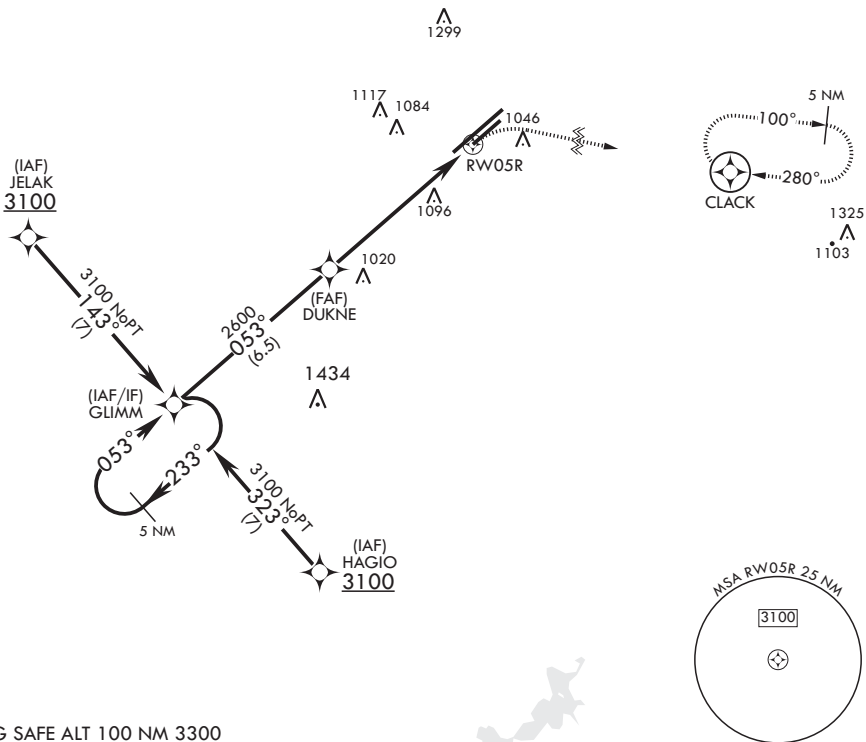 1299
1117
1084
1046
RW05R
5 NM
100°
280°
CLACK
1325
1103
(IAF)
JELAK
3100
1096
3100 NoPT
143°
(7)
1020
(FAF)
DUKNE
2600
053°
(6.5)
(IAF/IF)
GLIMM
1434
053°
233°
5 NM
3100 NoPT
323°
(7)
(IAF)
HAGIO
3100
MSA RW05R 25 NM
3100
G SAFE ALT 100 NM 3300